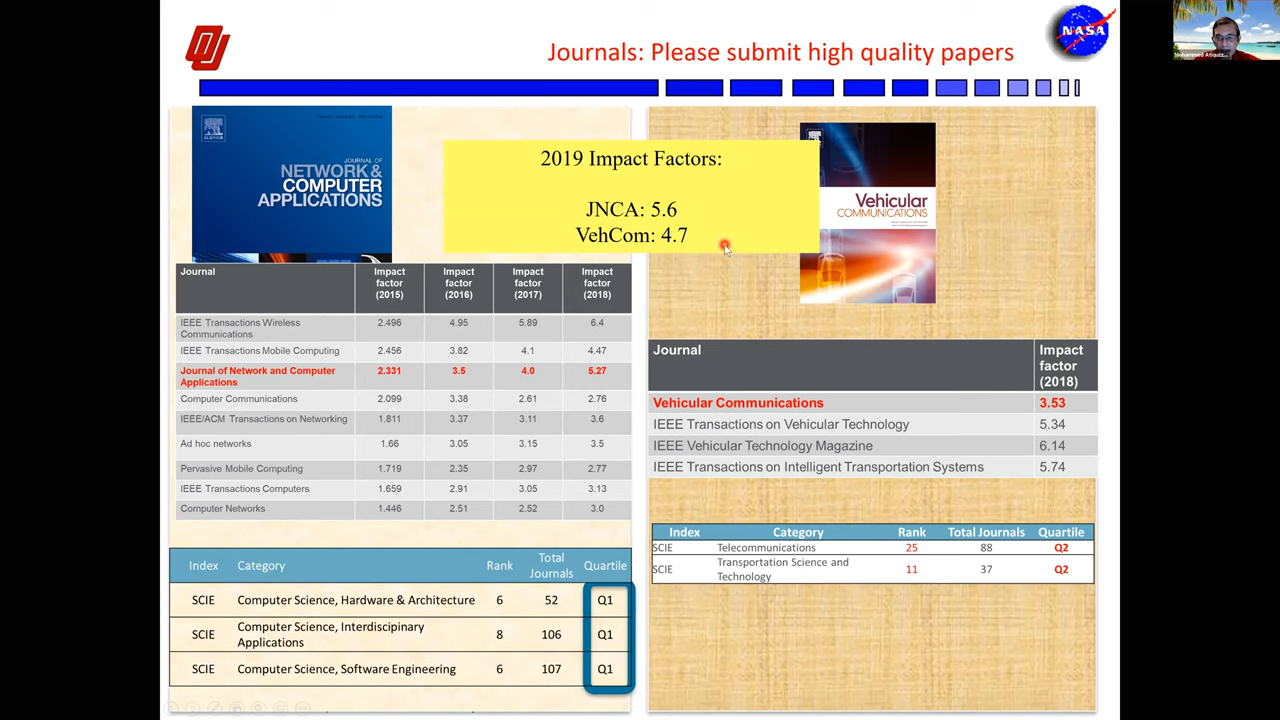 Journals: Please submit high quality papers
NASA
Mohammed Atiquzz...
ELSEVIER
JOURNAL OF
NETWORK &
COMPUTER
APPLICATIONS
2019 Impact Factors:
JNCA: 5.6
VehCom: 4.7
Vehicular
COMMUNICATIONS
Journal Impact factor (2015) Impact factor (2016) Impact factor (2017) Impact factor (2018)
IEEE Transactions Wireless Communications 2.496 4.95 5.89 6.4
IEEE Transactions Mobile Computing 2.456 3.82 4.1 4.47
Journal of Network and Computer Applications 2.331 3.5 4.0 5.27
Computer Communications 2.099 3.38 2.61 2.76
IEEE/ACM Transactions on Networking 1.811 3.37 3.11 3.6
Ad hoc networks 1.66 3.05 3.15 3.5
Pervasive Mobile Computing 1.719 2.35 2.97 2.77
IEEE Transactions Computers 1.659 2.91 3.05 3.13
Computer Networks 1.446 2.51 2.52 3.0
Index Category Rank Total Journals Quartile
SCIE Computer Science, Hardware & Architecture 6 52 Q1
SCIE Computer Science, Interdiscipinary Applications 8 106 Q1
SCIE Computer Science, Software Engineering 6 107 Q1
Journal Impact factor (2018)
Vehicular Communications 3.53
IEEE Transactions on Vehicular Technology 5.34
IEEE Vehicular Technology Magazine 6.14
IEEE Transactions on Intelligent Transportation Systems 5.74
Index Category Rank Total Journals Quartile
SCIE Telecommunications 25 88 Q2
SCIE Transportation Science and Technology 11 37 Q2